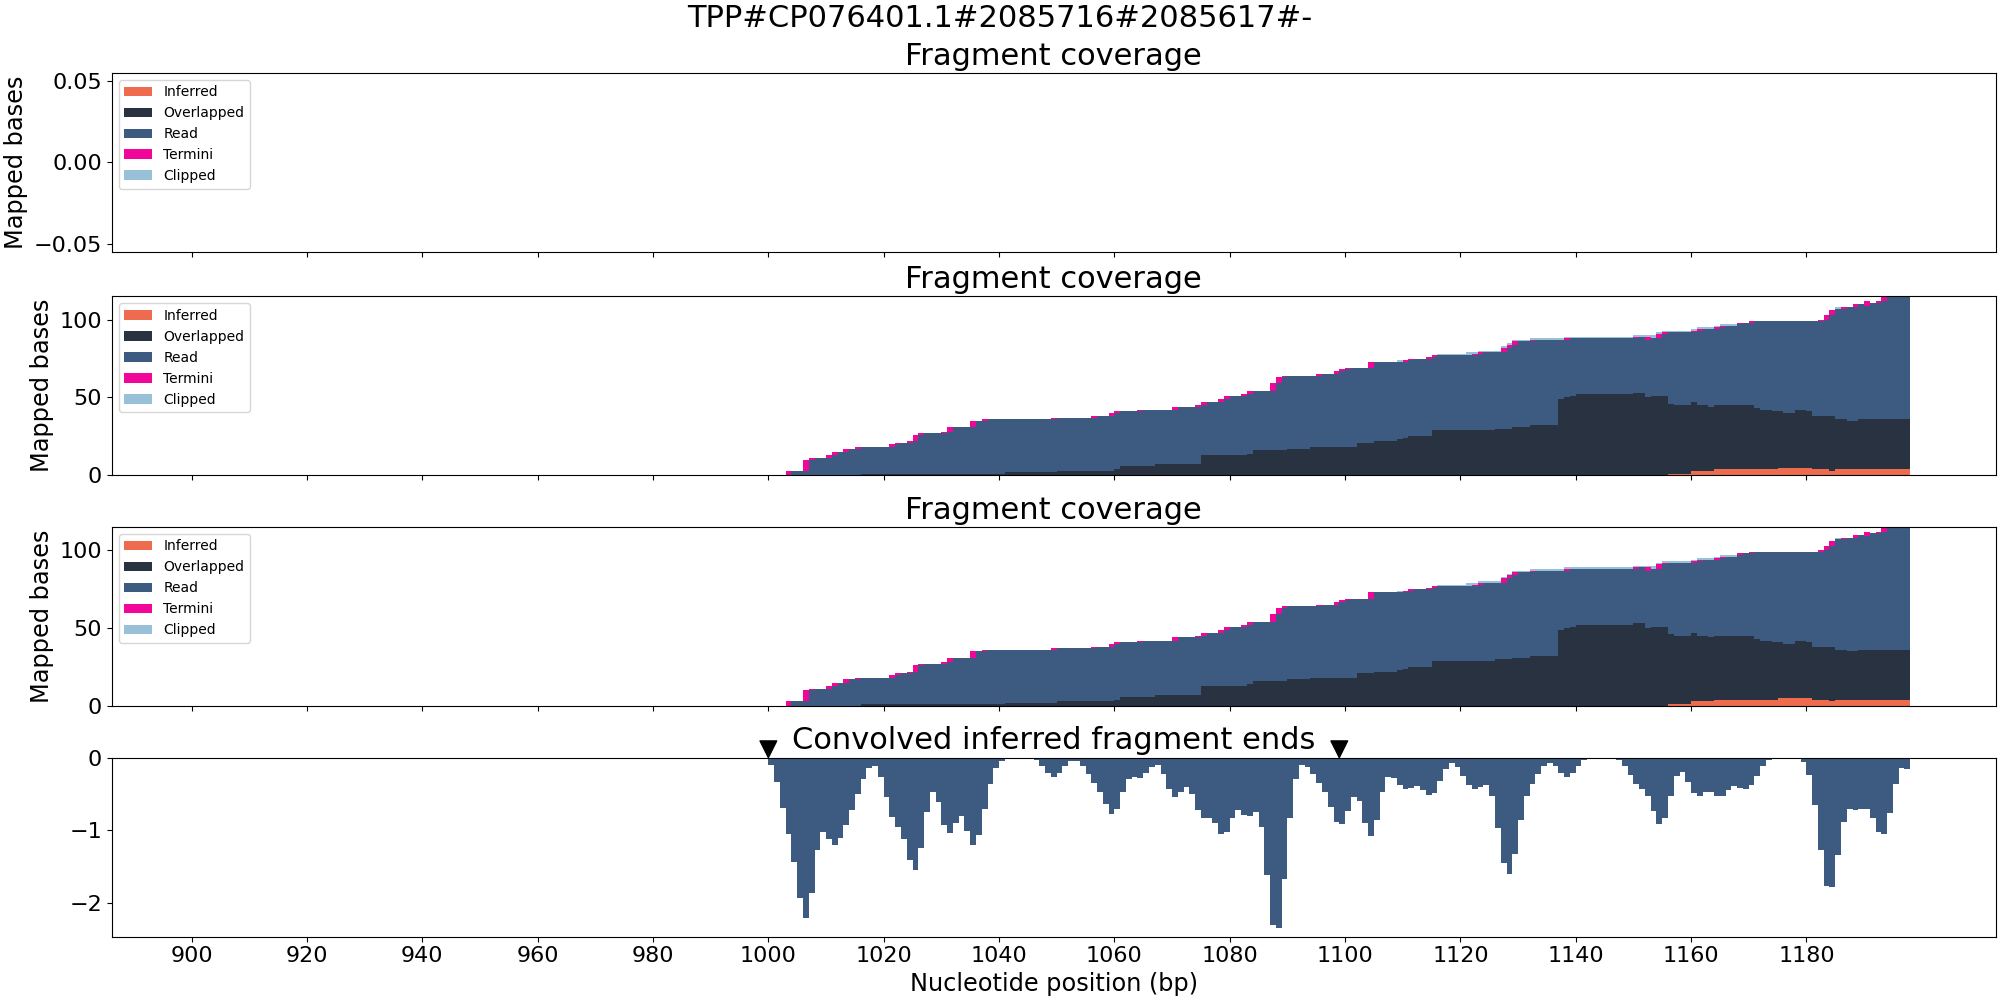 TPP#CP076401.1#2085716#2085617#-
Fragment coverage
Mapped bases
0.05
0.00
−0.05
Inferred
Overlapped
Read
Termini
Clipped
Fragment coverage
Mapped bases
100
50
0
Inferred
Overlapped
Read
Termini
Clipped
Fragment coverage
Mapped bases
100
50
0
Inferred
Overlapped
Read
Termini
Clipped
Convolved inferred fragment ends
0
−1
−2
900 920 940 960 980 1000 1020 1040 1060 1080 1100 1120 1140 1160 1180
Nucleotide position (bp)